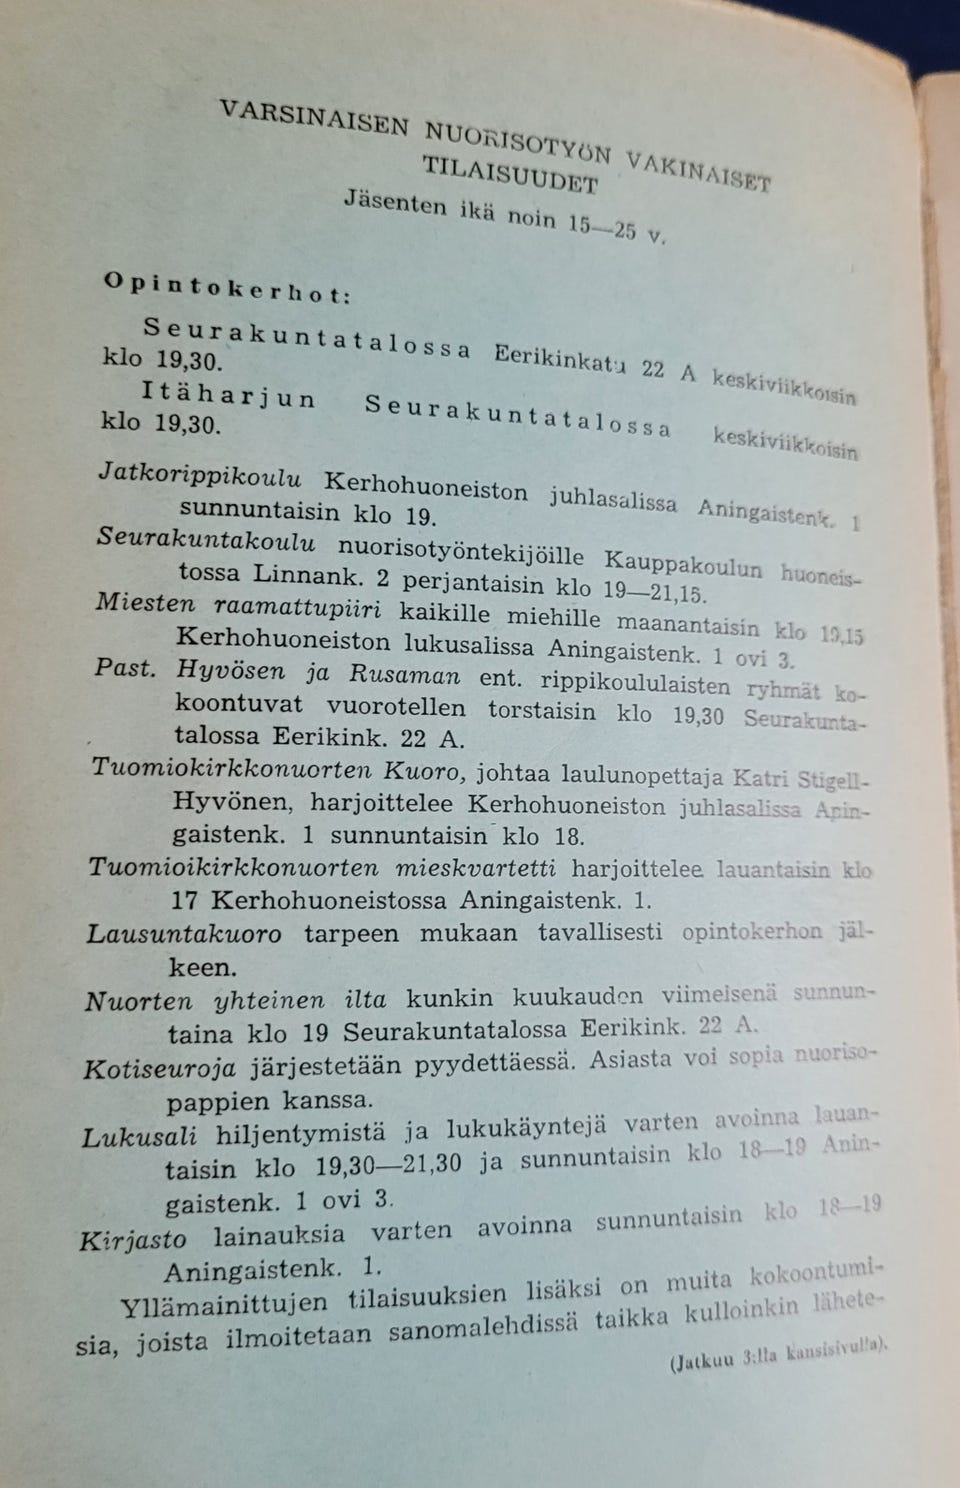 VARSINAISEN NUORISOTYÖN VAKINAISET
TILAISUUDET
Jäsenten ikä noin 15—25 v.
Opintokerhot:
Seurakuntatalossa Eerikinkatu 22 A keskiviikkoisin
klo 19,30.
Itäharjun Seurakuntatalossa keskiviikkoisin
klo 19,30.
Jatkorippikoulu Kerhohuoneiston juhlasalissa Aningaistenk. 1
sunnuntaisin klo 19.
Seurakuntakoulu nuorisotyöntekijöille Kauppakoulun huoneis-
tossa Linnank. 2 perjantaisin klo 19—21,15.
Miesten raamattupiiri kaikille miehille maanantaisin klo 19,15
Kerhohuoneiston lukusalissa Aningaistenk. 1 ovi 3.
Past. Hyvösen ja Rusaman ent. rippikoululaisten ryhmät ko-
koontuvat vuorotellen torstaisin klo 19,30 Seurakunta-
talossa Eerikink. 22 A.
Tuomiokirkkonuorten Kuoro, johtaa laulunopettaja Katri Stigell-
Hyvönen, harjoittelee Kerhohuoneiston juhlasalissa Anin-
gaistenk. 1 sunnuntaisin klo 18.
Tuomioikirkkonuorten mieskvartetti harjoittelee lauantaisin klo
17 Kerhohuoneistossa Aningaistenk. 1.
Lausuntakuoro tarpeen mukaan tavallisesti opintokerhon jäl-
keen.
Nuorten yhteinen ilta kunkin kuukauden viimeisenä sunnun-
taina klo 19 Seurakuntatalossa Eerikink. 22 A.
Kotiseuroja järjestetään pyydettäessä. Asiasta voi sopia nuoriso-
pappien kanssa.
Lukusali hiljentymistä ja lukukäyntejä varten avoinna lauan-
taisin klo 19,30—21,30 ja sunnuntaisin klo 18—19 Anin-
gaistenk. 1 ovi 3.
Kirjasto lainauksia varten avoinna sunnuntaisin klo 18—19
Aningaistenk. 1.
Yllämainittujen tilaisuuksien lisäksi on muita kokoontumi-
sia, joista ilmoitetaan sanomalehdissä taikka kulloinkin lähete-
(Jatkuu 3:lla kansisivulla).